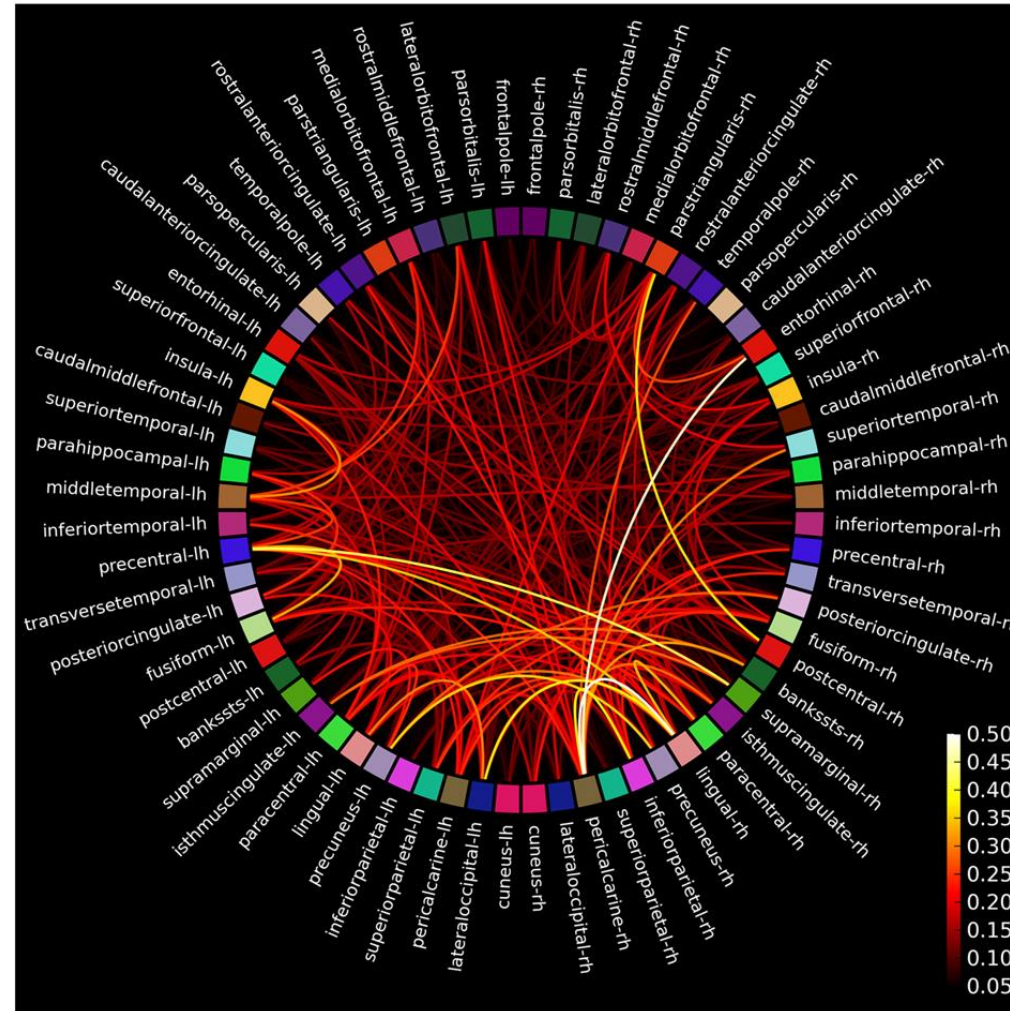 frontalpole-lh
parsorbitalis-lh
lateralorbitofrontal-lh
rostralmiddlefrontal-lh
medialorbitofrontal-lh
parstriangularis-lh
rostralanteriorcingulate-lh
temporalpole-lh
parsopercularis-lh
caudalanteriorcingulate-lh
entorhinal-lh
superiorfrontal-lh
insula-lh
caudalmiddlefrontal-lh
superiortemporal-lh
parahippocampal-lh
middletemporal-lh
inferiortemporal-lh
precentral-lh
transversetemporal-lh
posteriorcingulate-lh
fusiform-lh
postcentral-lh
bankssts-lh
supramarginal-lh
isthmuscingulate-lh
paracentral-lh
lingual-lh
precuneus-lh
inferiorparietal-lh
superiorparietal-lh
pericalcarine-lh
lateraloccipital-lh
cuneus-lh
cuneus-rh
lateraloccipital-rh
pericalcarine-rh
superiorparietal-rh
inferiorparietal-rh
precuneus-rh
lingual-rh
paracentral-rh
isthmuscingulate-rh
supramarginal-rh
bankssts-rh
postcentral-rh
fusiform-rh
posteriorcingulate-rh
transversetemporal-r
precentral-rh
inferiortemporal-rh
middletemporal-rh
parahippocampal-rh
superiortemporal-rh
caudalmiddlefrontal-rh
insula-rh
superiorfrontal-rh
entorhinal-rh
caudalanteriorcingulate-rh
parsopercularis-rh
temporalpole-rh
rostralanteriorcingulate-rh
parstriangularis-rh
medialorbitofrontal-rh
rostralmiddlefrontal-rh
lateralorbitofrontal-rh
parsorbitalis-rh
frontalpole-rh
0.50
0.45
0.40
0.35
0.30
0.25
0.20
0.15
0.10
0.05